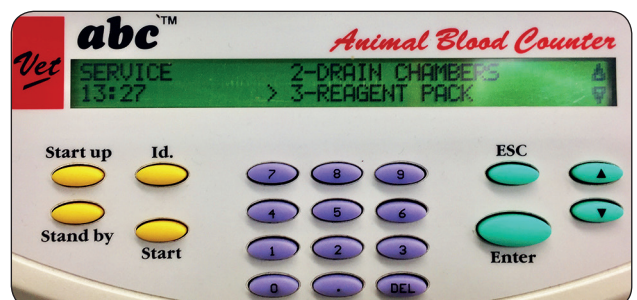 abc™
Animal Blood Counter
Vet
SERVICE 2-DRAIN CHAMBERS
13:27 > 3-REAGENT PACK
Start up Id. ESC
7 8 9 ▲
4 5 6 ▼
Stand by Start Enter
1 2 3
0 . DEL